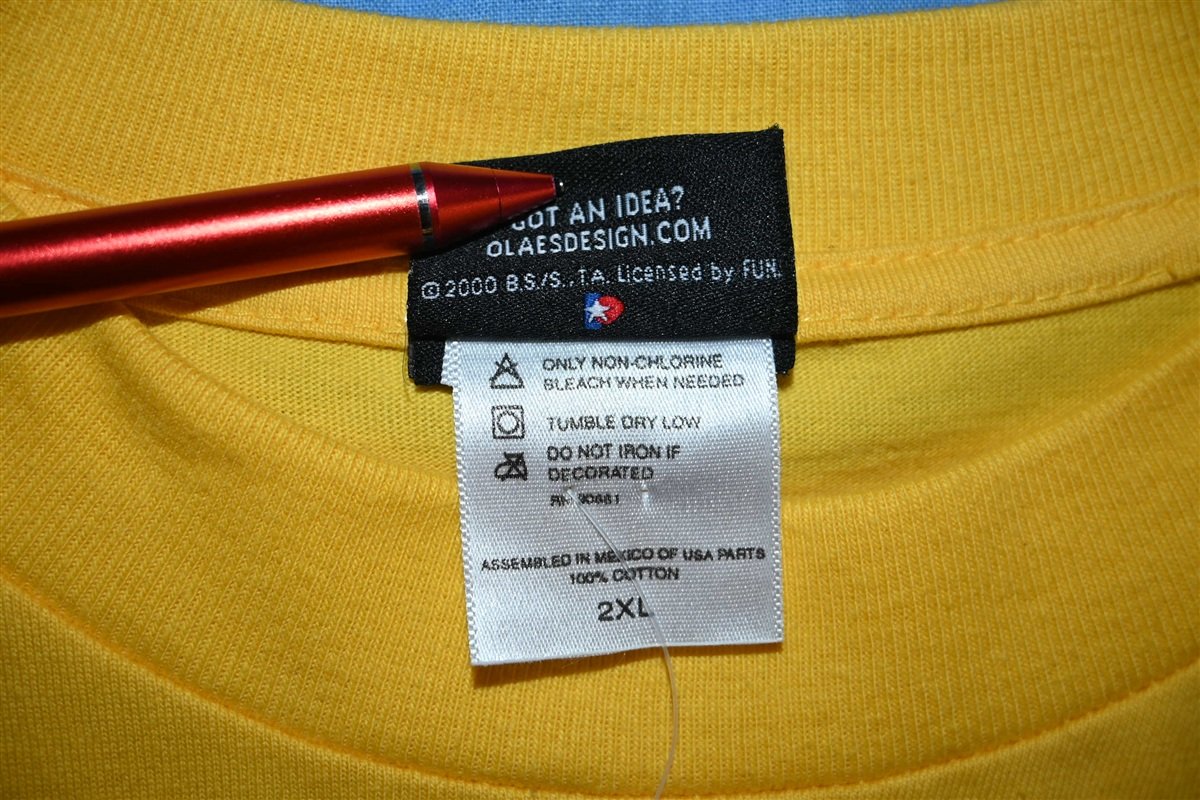 GOT AN IDEA?
OLAESDESIGN.COM
©2000 B.S./S., T.A. Licensed by FUN.
ONLY NON-CHLORINE
BLEACH WHEN NEEDED
TUMBLE DRY LOW
DO NOT IRON IF
DECORATED
RN
ASSEMBLED IN MEXICO OF USA PARTS
100% COTTON
2XL